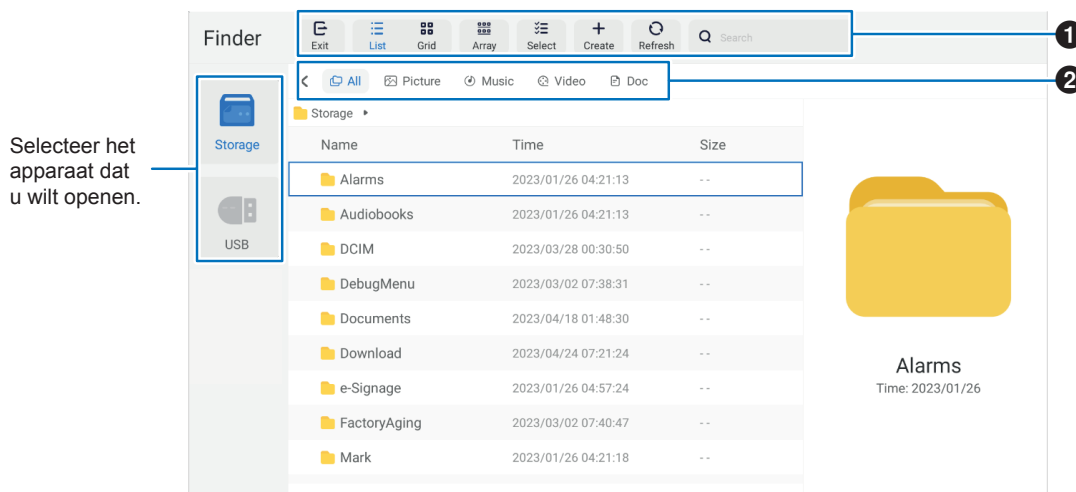 Finder
Exit List Grid Array Select Create Refresh Search
1
All Picture Music Video Doc
2
Selecteer het
apparaat dat
u wilt openen.
Storage
USB
Storage
Name Time Size
Alarms 2023/01/26 04:21:13 - -
Audiobooks 2023/01/26 04:21:13 - -
DCIM 2023/03/28 00:30:50 - -
DebugMenu 2023/03/02 07:38:31 - -
Documents 2023/04/18 01:48:30 - -
Download 2023/04/24 07:21:24 - -
e-Signage 2023/01/26 04:57:24 - -
FactoryAging 2023/03/02 07:40:47 - -
Mark 2023/01/26 04:21:18 - -
Alarms
Time: 2023/01/26